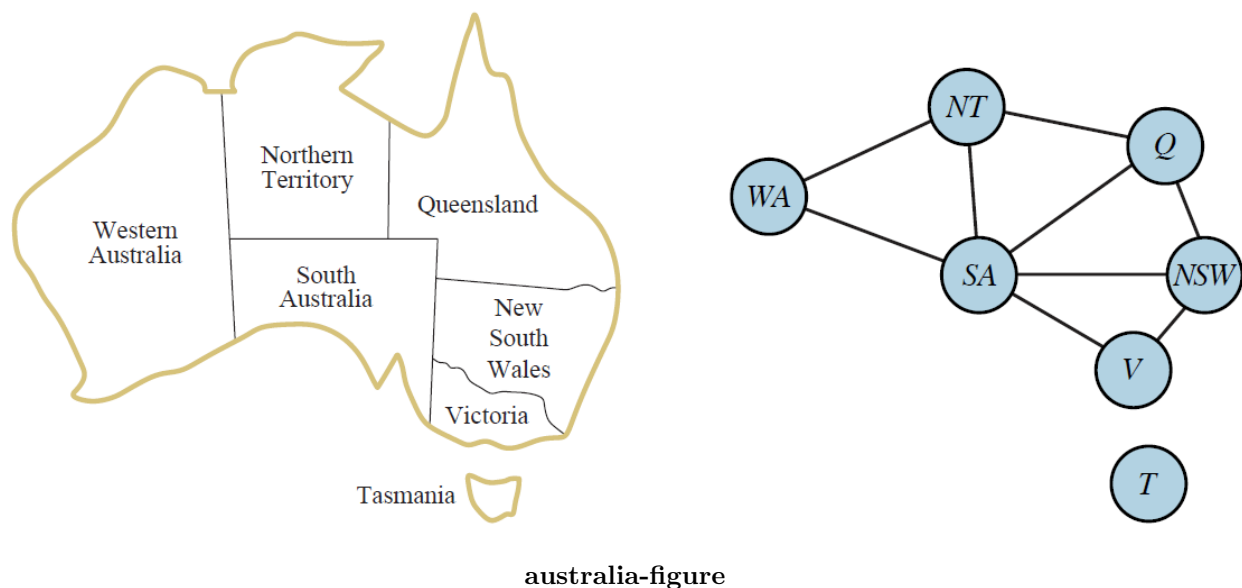 Northern
Territory
Western
Australia
Queensland
South
Australia
New
South
Wales
Victoria
Tasmania
NT
Q
WA
SA
NSW
V
T
australia-figure